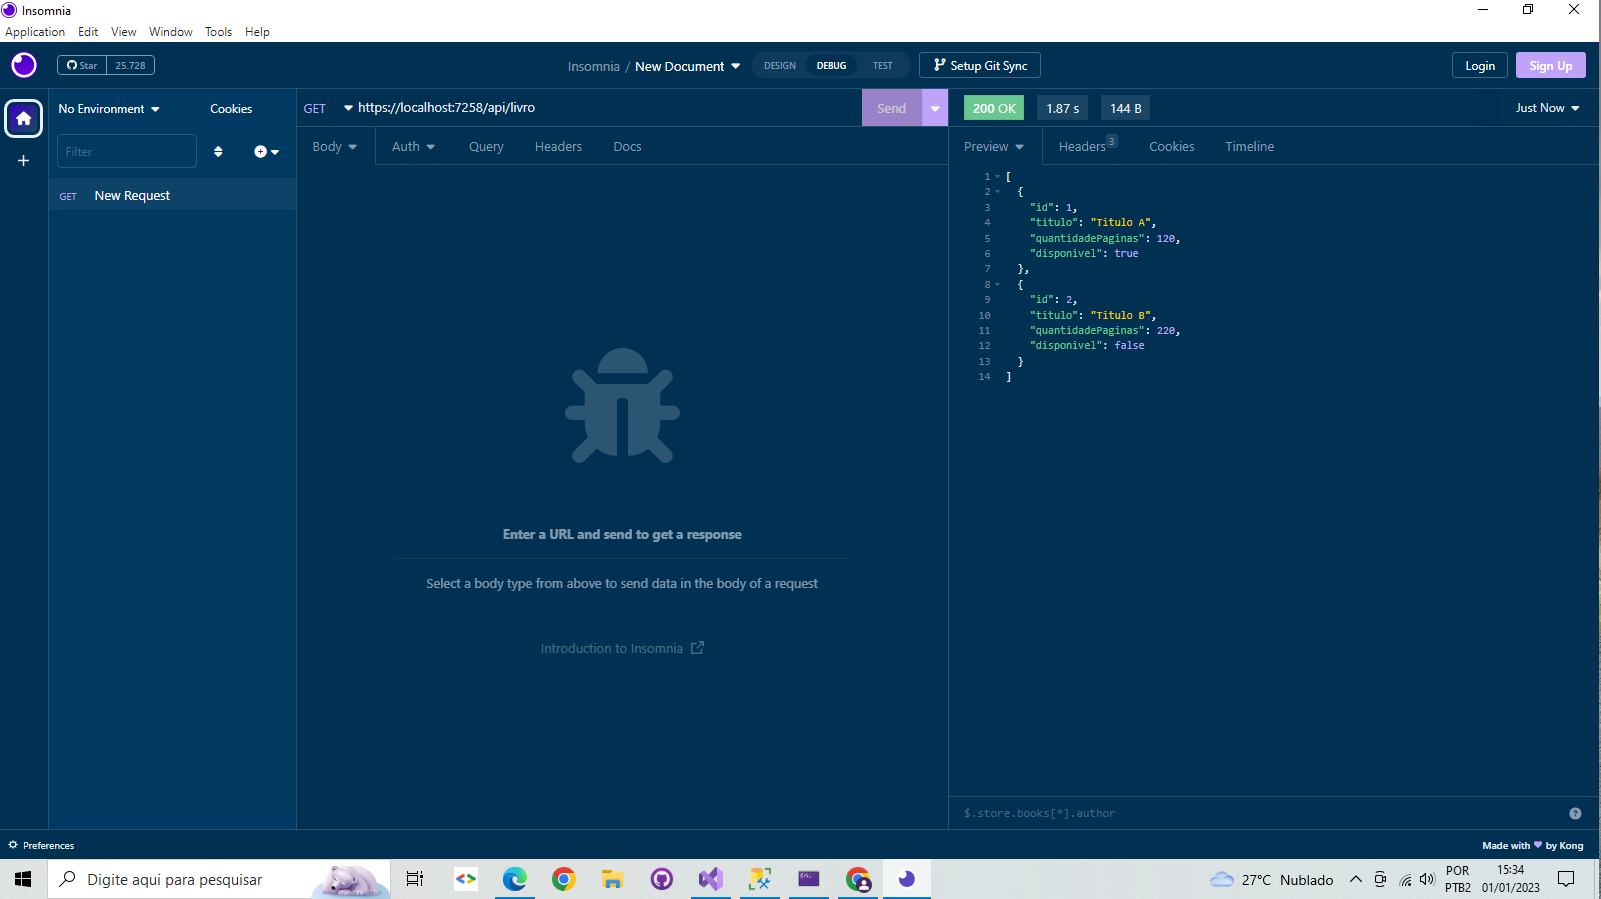 Insomnia
Application Edit View Window Tools Help
Star 25.728
Insomnia / New Document
DESIGN DEBUG TEST
Setup Git Sync
Login
Sign Up
No Environment
Cookies
Filter
GET New Request
GET https://localhost:7258/api/livro
Send
Body Auth Query Headers Docs
Enter a URL and send to get a response
Select a body type from above to send data in the body of a request
Introduction to Insomnia
200 OK 1.87 s 144 B
Just Now
Preview Headers 3 Cookies Timeline
1 [
2 {
3 "id": 1,
4 "titulo": "Titulo A",
5 "quantidadePaginas": 120,
6 "disponivel": true
7 },
8 {
9 "id": 2,
10 "titulo": "Titulo B",
11 "quantidadePaginas": 220,
12 "disponivel": false
13 }
14 ]
$.store.books[*].author
Preferences
Made with ♥ by Kong
Digite aqui para pesquisar
27°C Nublado
POR
PTB2
15:34
01/01/2023